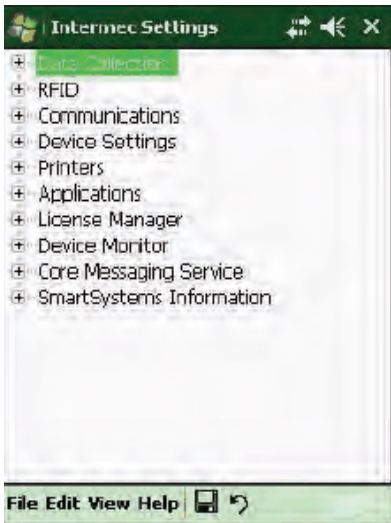 Intermec Settings
Data Collection
RFID
Communications
Device Settings
Printers
Applications
License Manager
Device Monitor
Core Messaging Service
SmartSystems Information
File Edit View Help